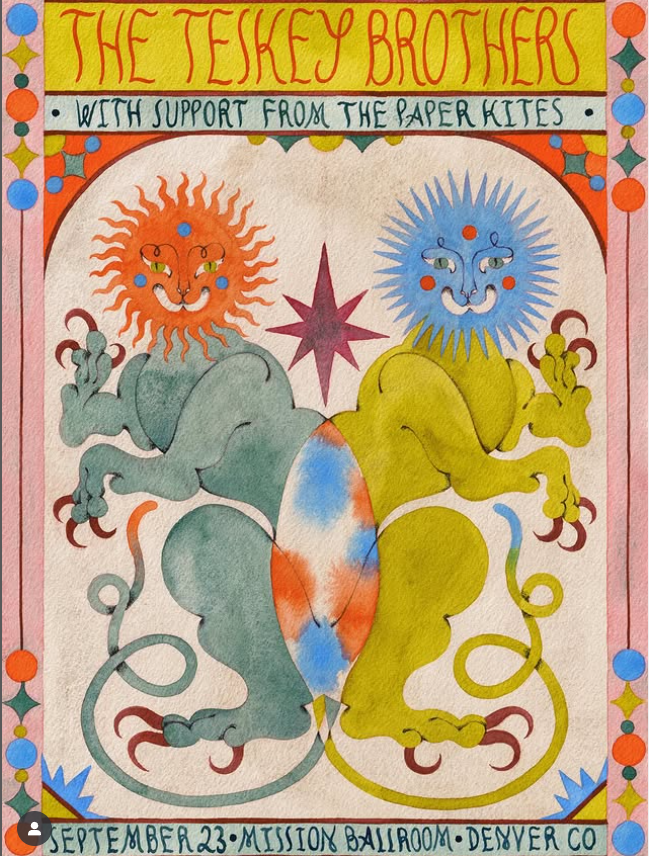 THE TESKEY BROTHERS
• WITH SUPPORT FROM THE PAPER KITES •
SEPTEMBER 23 • MISSION BALLROOM • DENVER CO